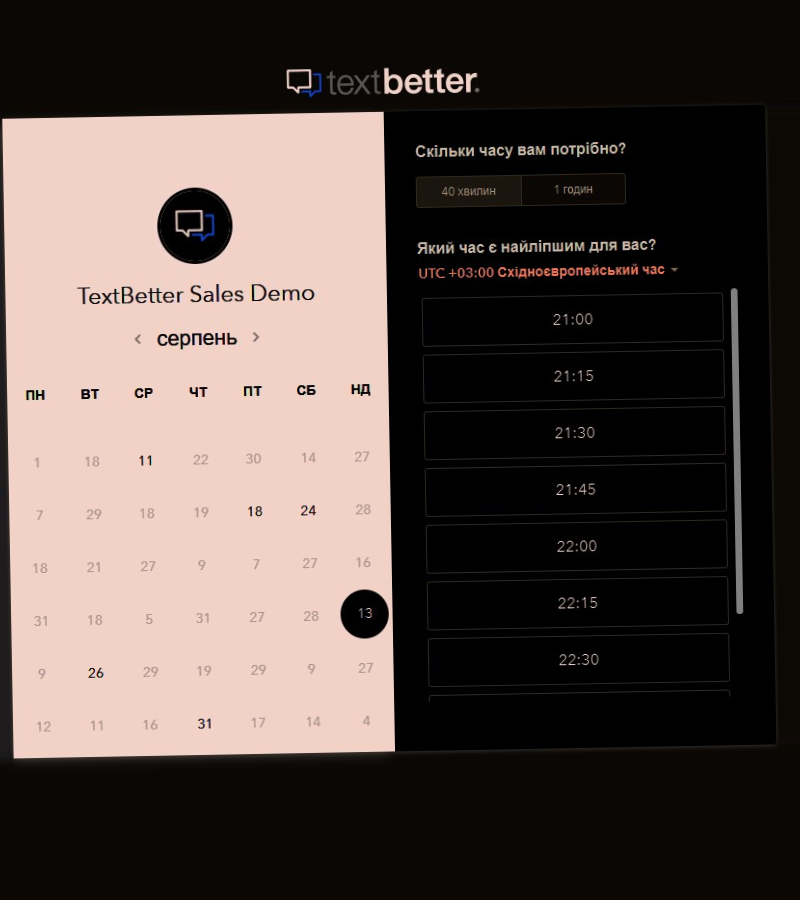 textbetter.
TextBetter Sales Demo
серпень
ПН ВТ СР ЧТ ПТ СБ НД
1 18 11 22 30 14 27
7 29 18 19 18 24 28
18 21 27 9 7 27 16
31 18 5 31 27 28 13
9 26 29 19 29 9 27
12 11 16 31 17 14 4
Скільки часу вам потрібно?
40 хвилин 1 годин
Який час є найліпшим для вас?
UTC +03:00 Східноєвропейський час
21:00
21:15
21:30
21:45
22:00
22:15
22:30